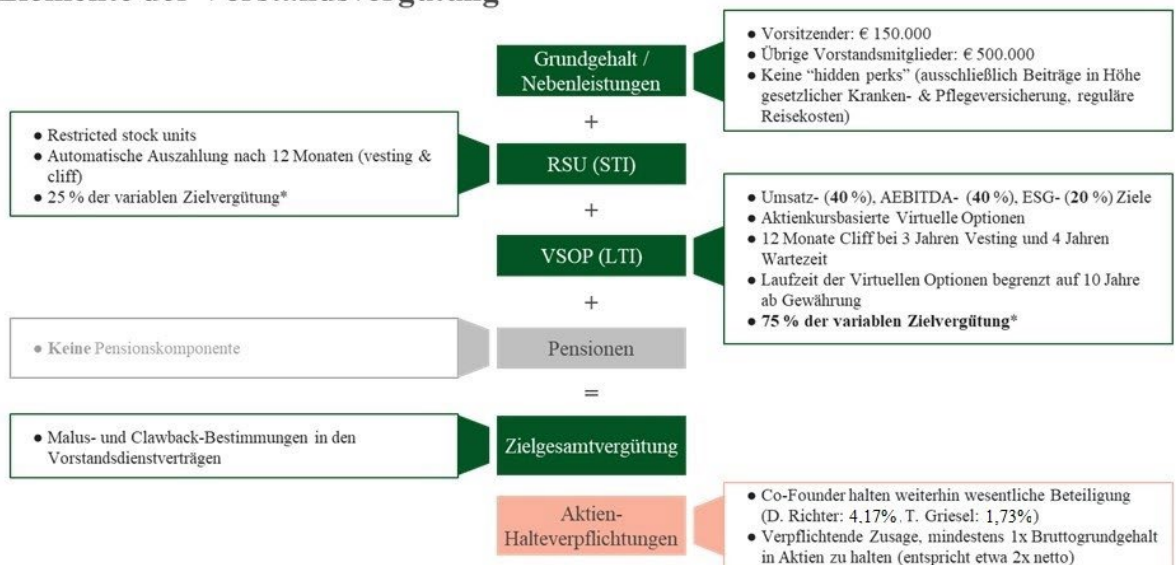 Elemente der Vorstandsvergütung
Grundgehalt /
Nebenleistungen
● Vorsitzender: € 150.000
● Übrige Vorstandsmitglieder: € 500.000
● Keine “hidden perks” (ausschließlich Beiträge in Höhe
gesetzlicher Kranken- & Pflegeversicherung, reguläre
Reisekosten)
+
● Restricted stock units
● Automatische Auszahlung nach 12 Monaten (vesting &
cliff)
● 25 % der variablen Zielvergütung*
RSU (STI)
+
VSOP (LTI)
● Umsatz- (40 %), AEBITDA- (40 %), ESG- (20 %) Ziele
● Aktienkursbasierte Virtuelle Optionen
● 12 Monate Cliff bei 3 Jahren Vesting und 4 Jahren
Wartezeit
● Laufzeit der Virtuellen Optionen begrenzt auf 10 Jahre
ab Gewährung
● 75 % der variablen Zielvergütung*
+
● Keine Pensionskomponente
Pensionen
=
● Malus- und Clawback-Bestimmungen in den
Vorstandsdienstverträgen
Zielgesamtvergütung
Aktien-
Halteverpflichtungen
● Co-Founder halten weiterhin wesentliche Beteiligung
(D. Richter: 4.17%, T. Griesel: 1,73%)
● Verpflichtende Zusage, mindestens 1x Bruttogrundgehalt
in Aktien zu halten (entspricht etwa 2x netto)